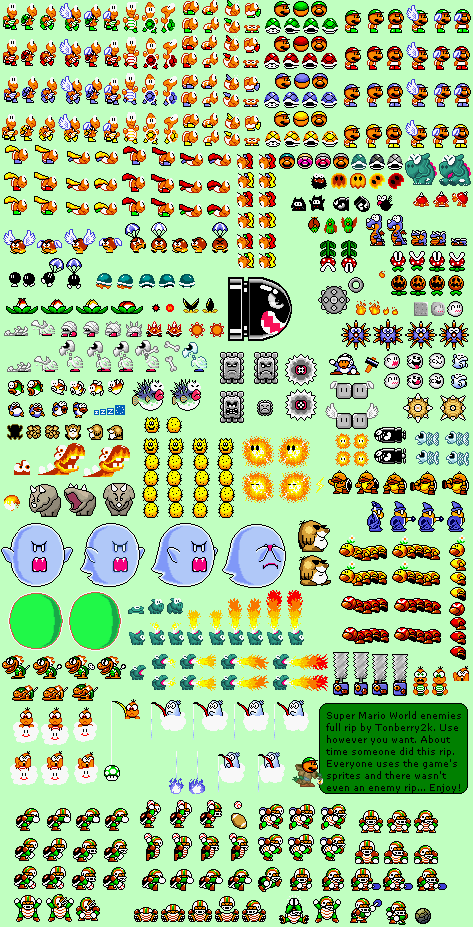 Super Mario World enemies
full rip by Tonberry2k. Use
however you want. About
time someone did this rip.
Everyone uses the game's
sprites and there wasn't
even an enemy rip... Enjoy!